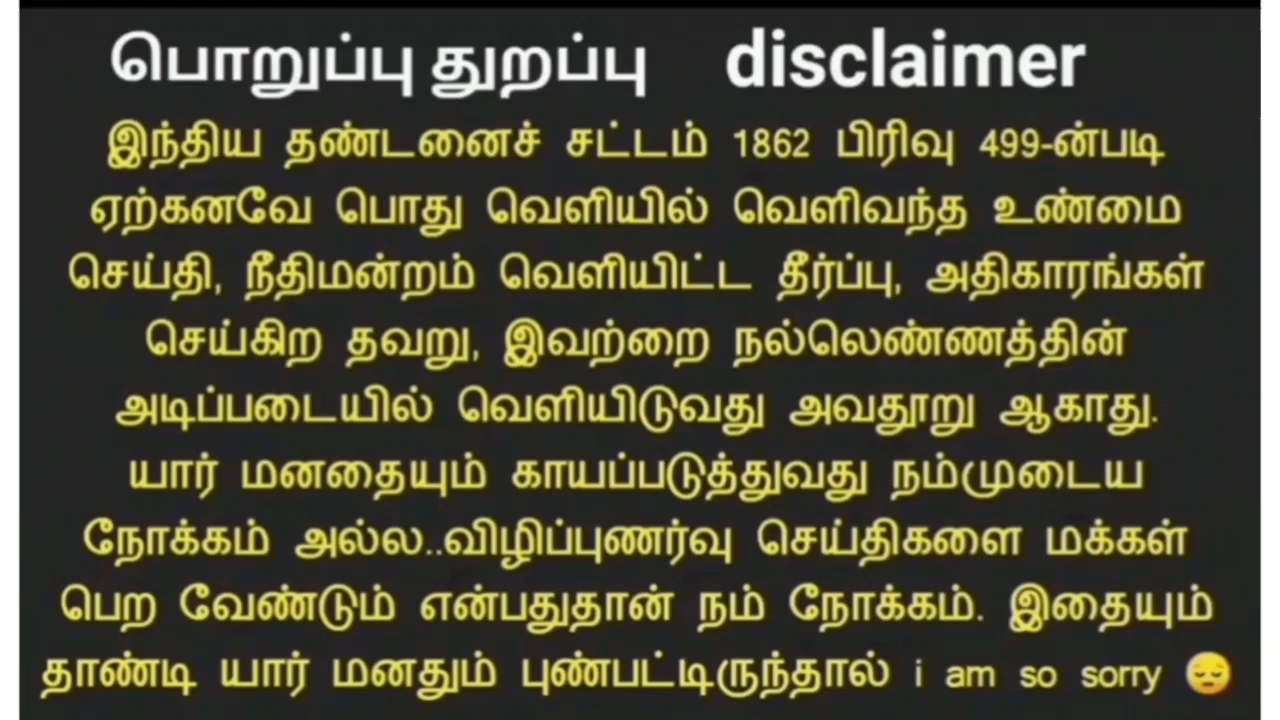 பொறுப்பு துறப்பு disclaimer
இந்திய தண்டனைச் சட்டம் 1862 பிரிவு 499-ன்படி
ஏற்கனவே பொது வெளியில் வெளிவந்த உண்மை
செய்தி, நீதிமன்றம் வெளியிட்ட தீர்ப்பு, அதிகாரங்கள்
செய்கிற தவறு, இவற்றை நல்லெண்ணத்தின்
அடிப்படையில் வெளியிடுவது அவதூறு ஆகாது.
யார் மனதையும் காயப்படுத்துவது நம்முடைய
நோக்கம் அல்ல..விழிப்புணர்வு செய்திகளை மக்கள்
பெற வேண்டும் என்பதுதான் நம் நோக்கம். இதையும்
தாண்டி யார் மனதும் புண்பட்டிருந்தால் i am so sorry 😔